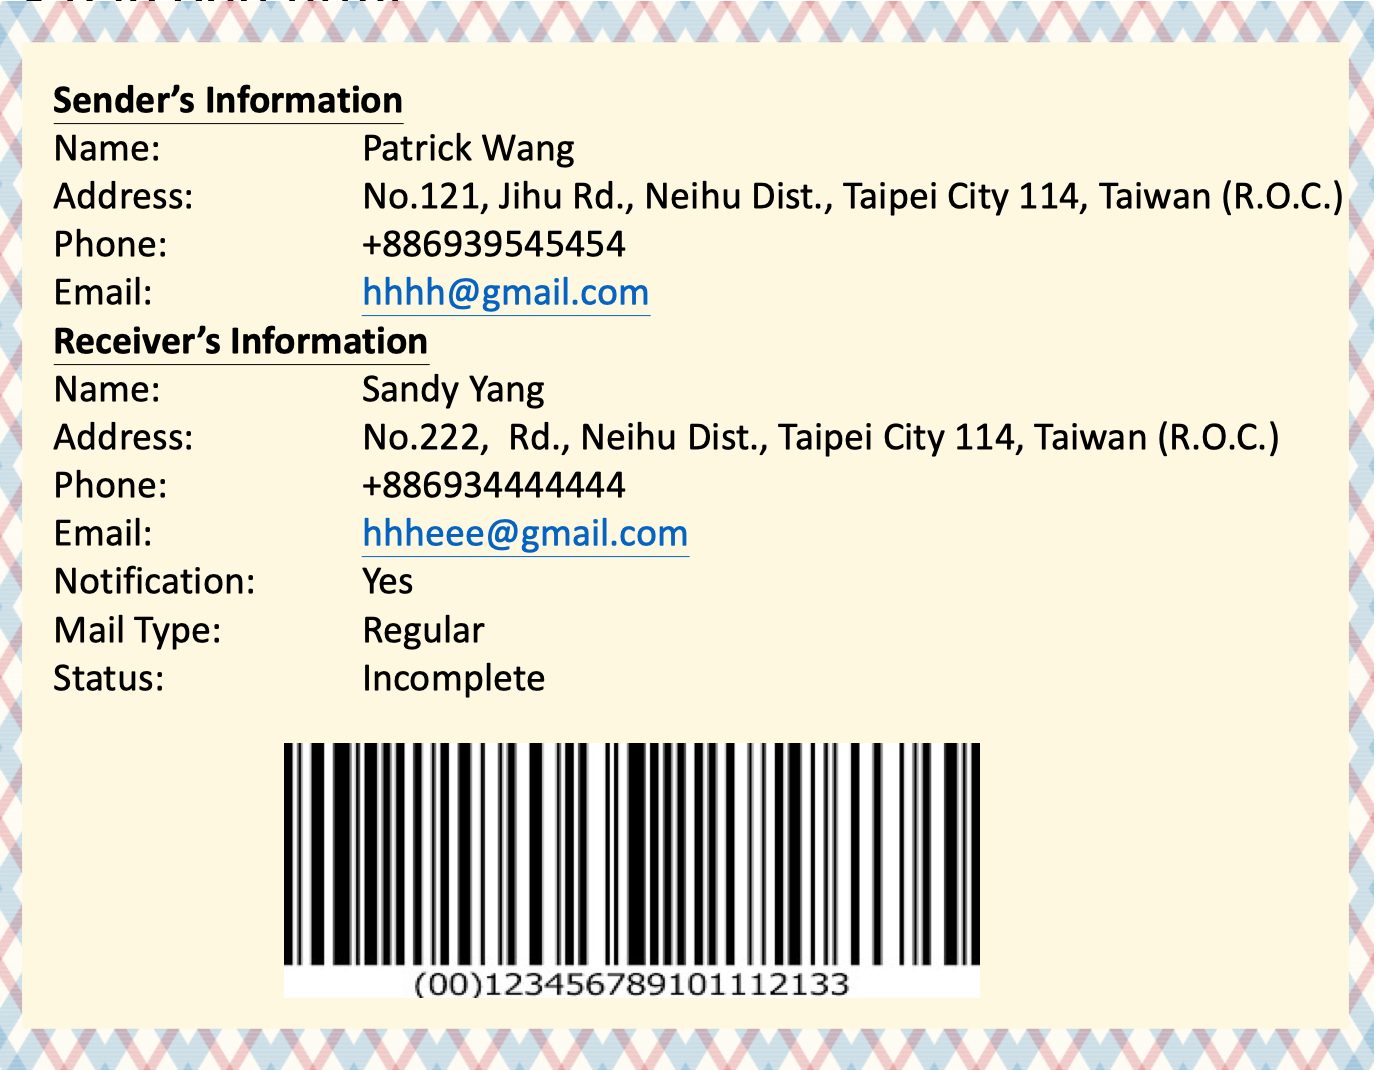 Sender’s Information
Name: Patrick Wang
Address: No.121, Jihu Rd., Neihu Dist., Taipei City 114, Taiwan (R.O.C.)
Phone: +886939545454
Email: hhhh@gmail.com
Receiver’s Information
Name: Sandy Yang
Address: No.222,  Rd., Neihu Dist., Taipei City 114, Taiwan (R.O.C.)
Phone: +886934444444
Email: hhheee@gmail.com
Notification: Yes
Mail Type: Regular
Status: Incomplete
(00)123456789101112133